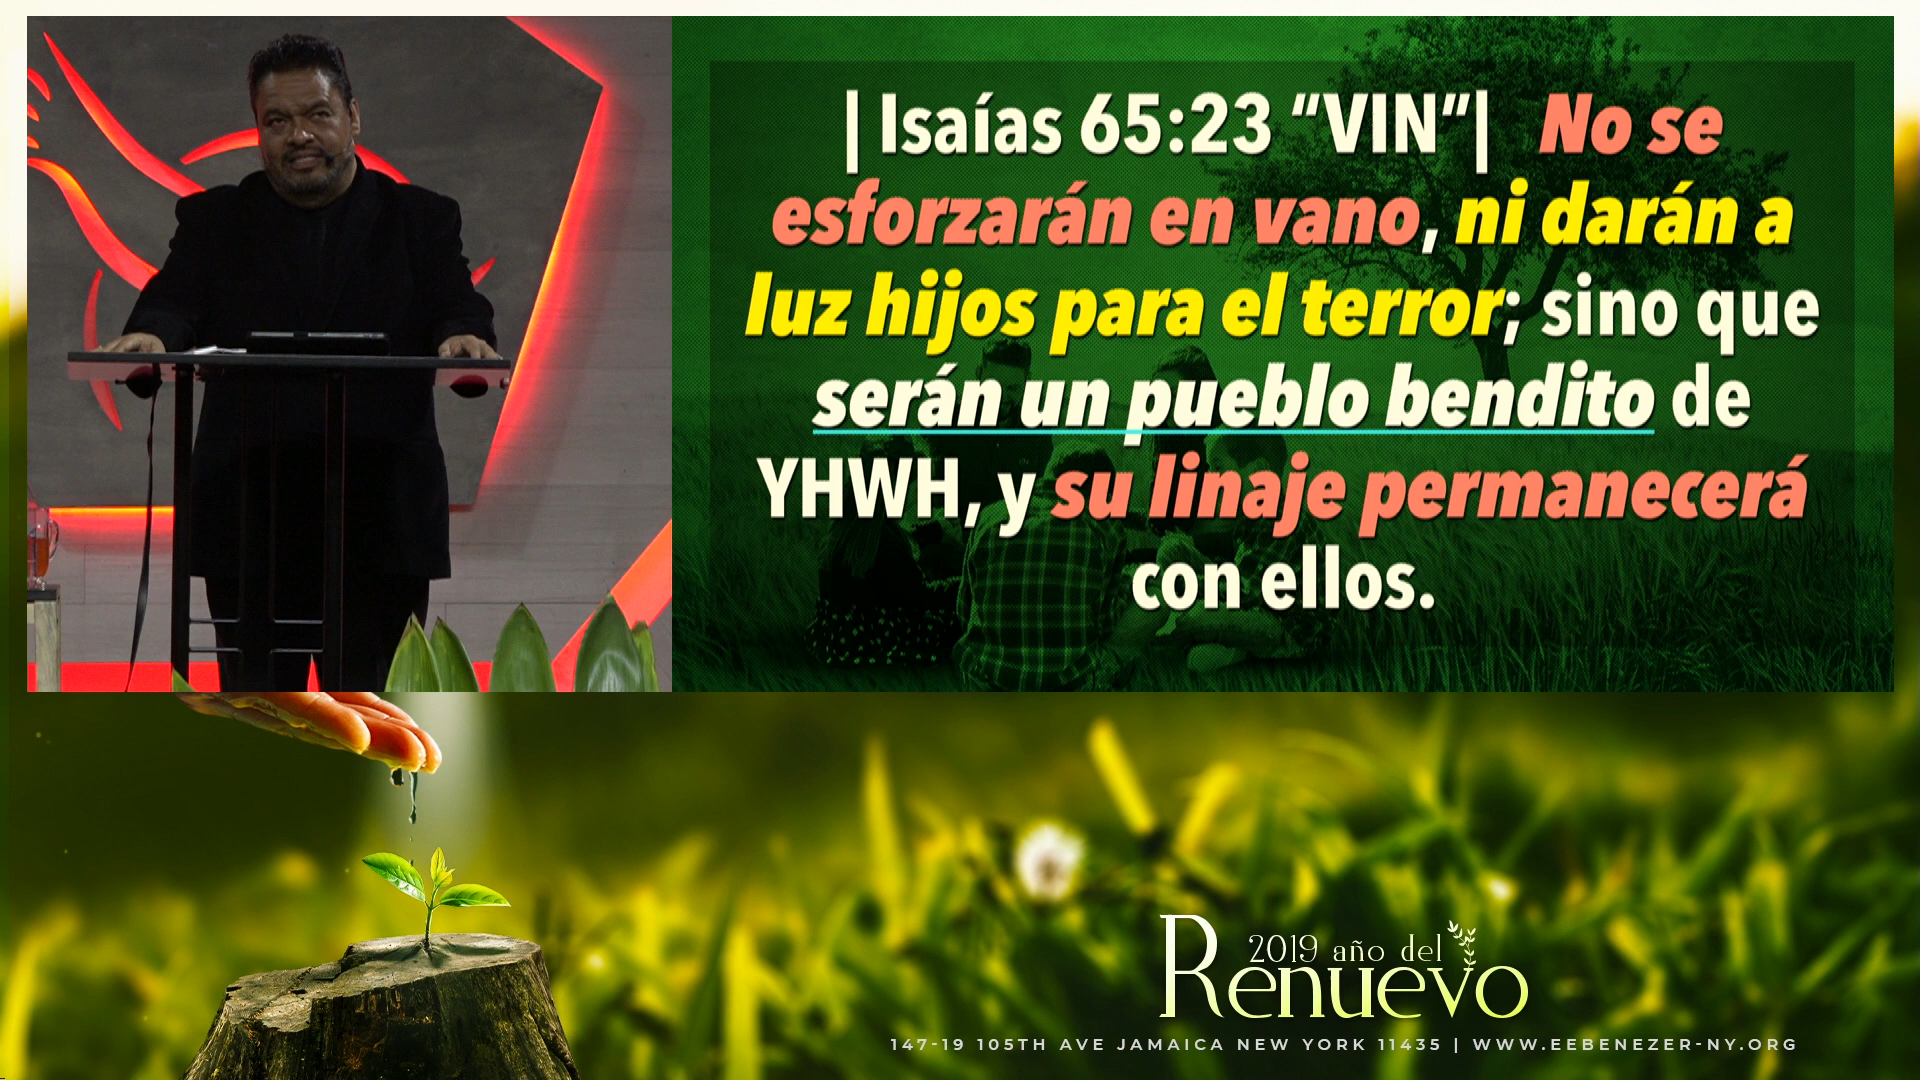 | Isaías 65:23 “VIN”| No se
esforzarán en vano, ni darán a
luz hijos para el terror; sino que
serán un pueblo bendito de
YHWH, y su linaje permanecerá
con ellos.
2019 año del
Renuevo
147-19 105TH AVE JAMAICA NEW YORK 11435 | WWW.EEBENEZER-NY.ORG